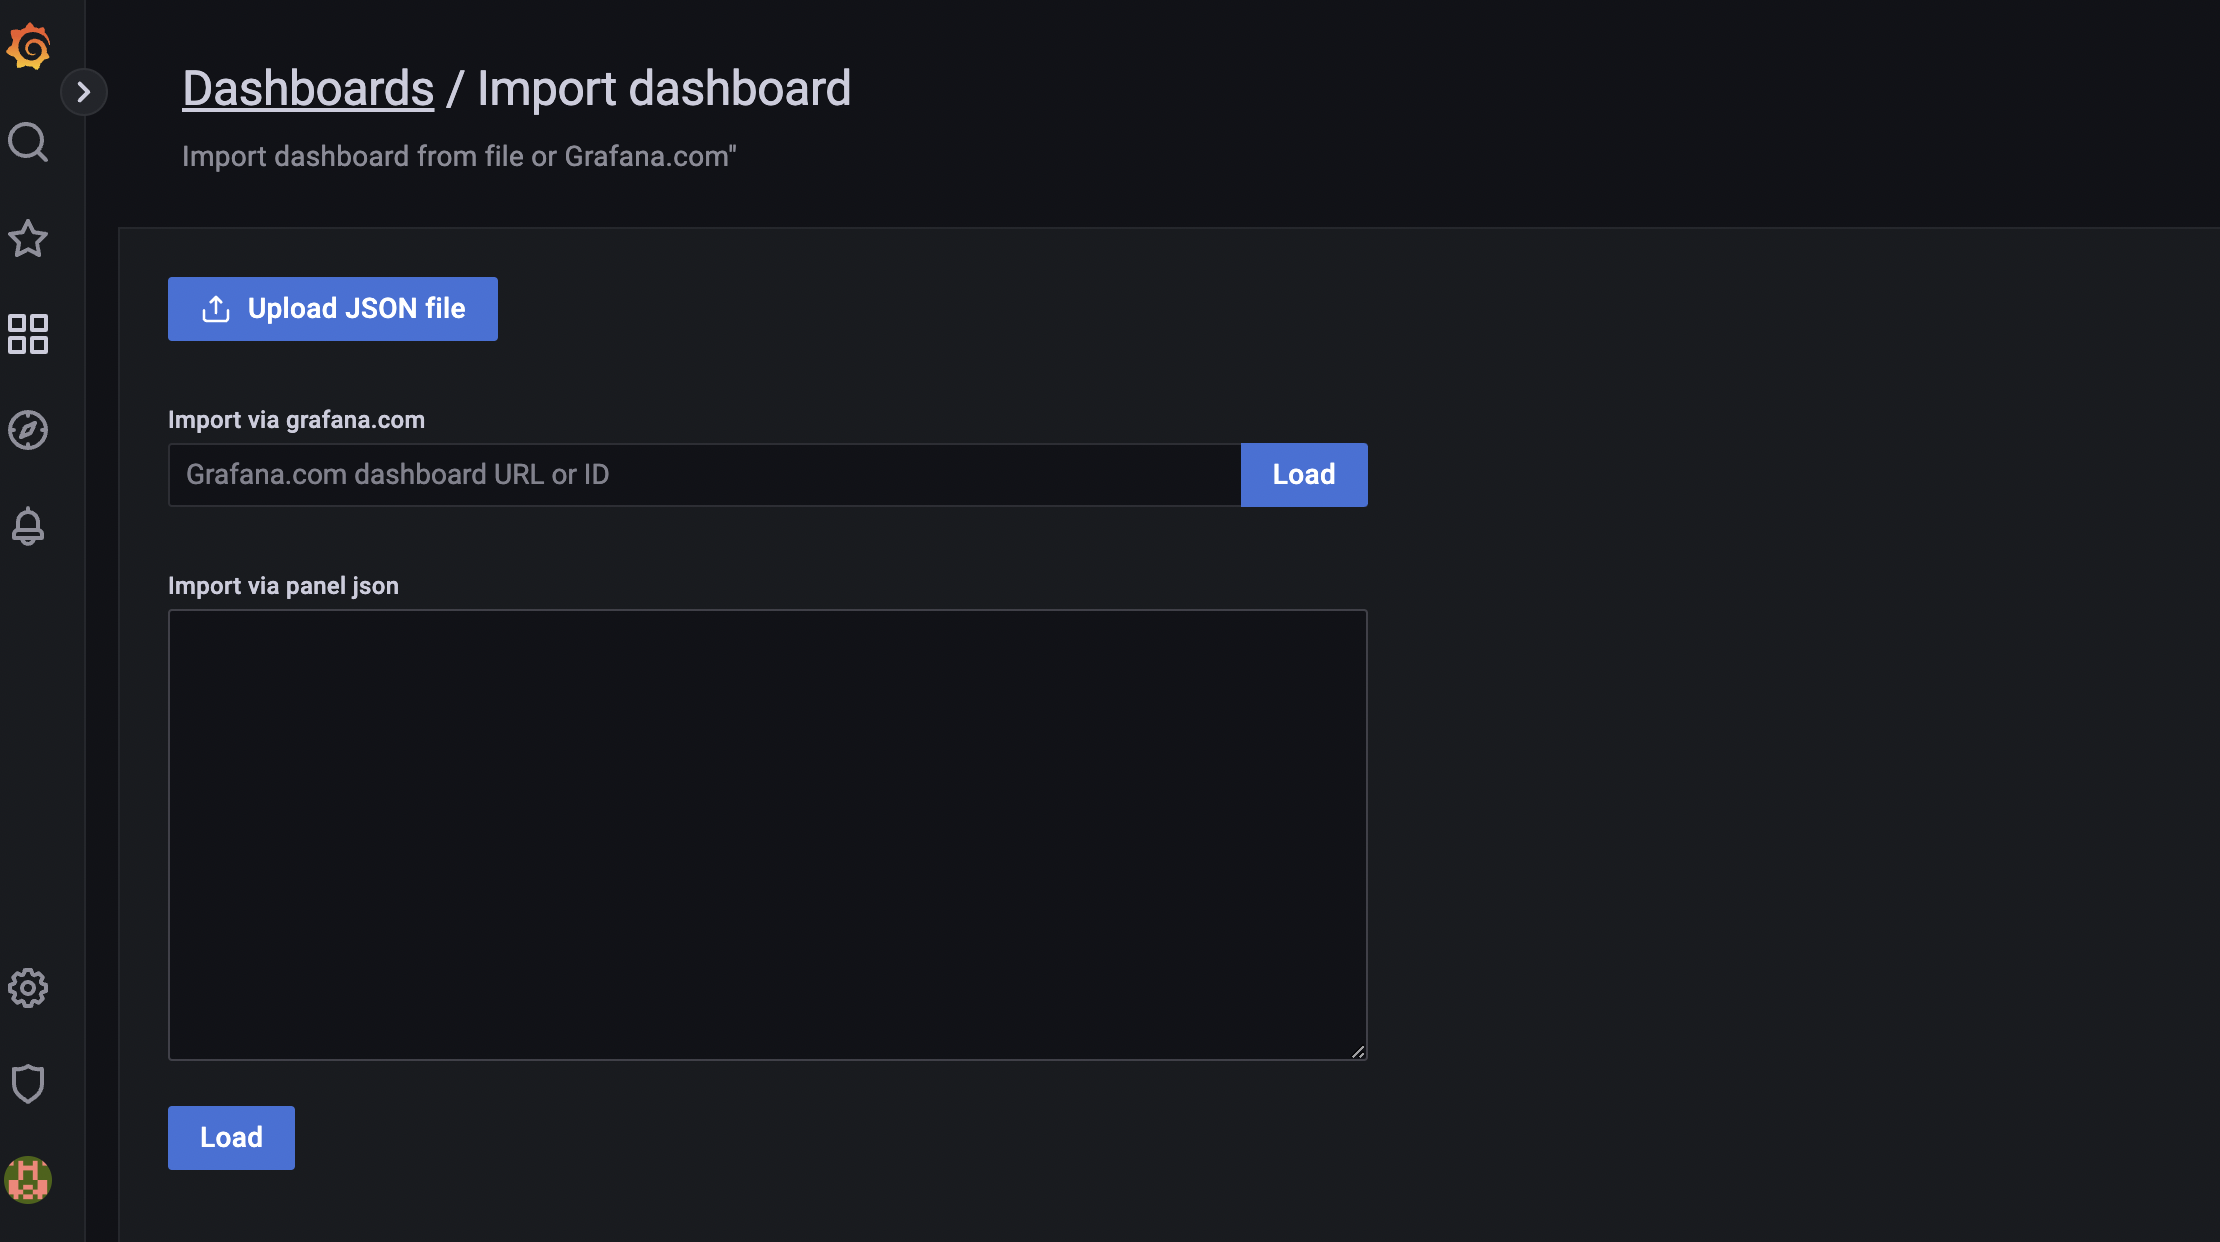 Dashboards / Import dashboard
Import dashboard from file or Grafana.com"
Upload JSON file
Import via grafana.com
Grafana.com dashboard URL or ID
Load
Import via panel json
Load